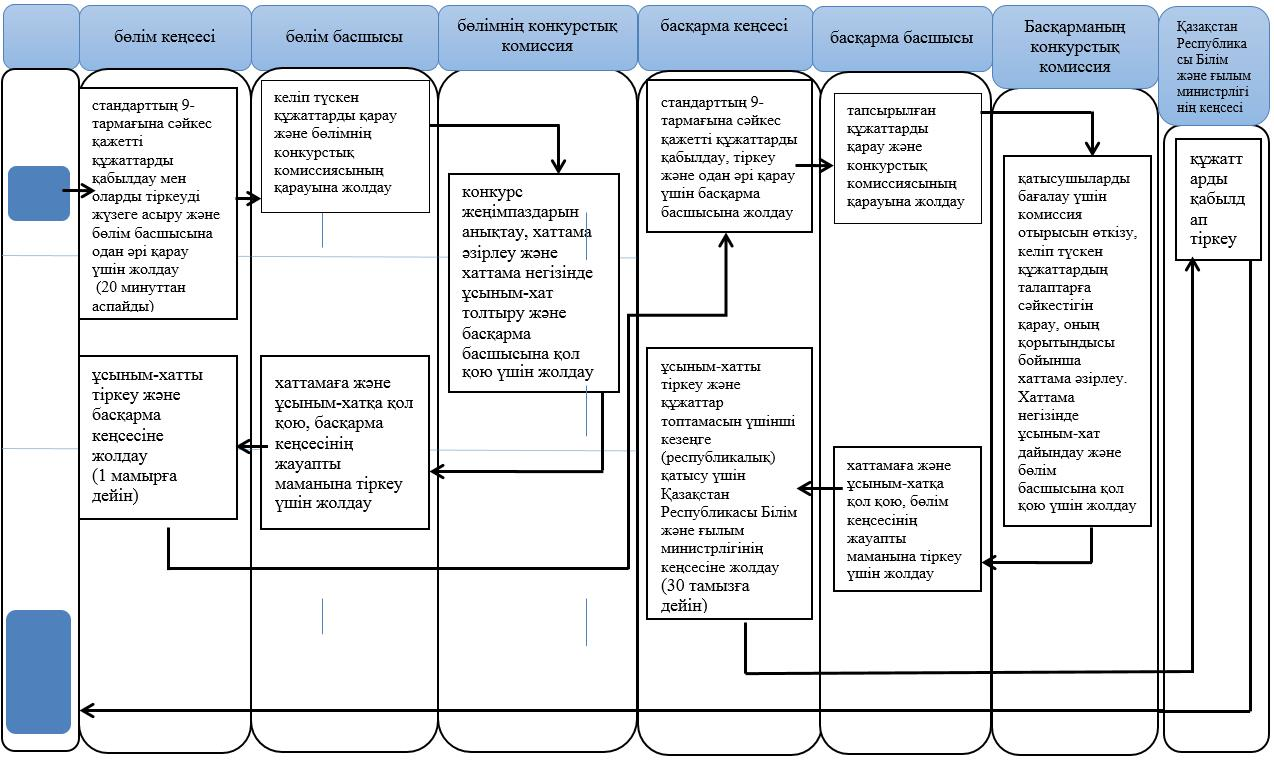 бөлім кеңсесі
бөлім басшысы
бөлімнің конкурстық
комиссия
басқарма кеңсесі
басқарма басшысы
Басқарманың
конкурстық
комиссия
Қазақстан
Республика
сы Білім
және ғылым
министрлігі
нің кеңсесі
стандарттың 9-
тармағына сәйкес
қажетті
құжаттарды
қабылдау мен
оларды тіркеуді
жүзеге асыру және
бөлім басшысына
одан әрі қарау
үшін жолдау
(20 минуттан
аспайды)
келіп түскен
құжаттарды қарау
және бөлімнің
конкурстық
комиссиясының
қарауына жолдау
конкурс
жеңімпаздарын
анықтау, хаттама
әзірлеу және
хаттама негізінде
ұсыным-хат
толтыру және
басқарма
басшысына қол
қою үшін жолдау
стандарттың 9-
тармағына сәйкес
қажетті құжаттарды
қабылдау, тіркеу
және одан әрі қарау
үшін басқарма
басшысына жолдау
тапсырылған
құжаттарды
қарау және
конкурстық
комиссиясының
қарауына жолдау
қатысушыларды
бағалау үшін
комиссия
отырысын өткізу,
келіп түскен
құжаттардың
талаптарға
сәйкестігін
қарау, оның
қорытындысы
бойынша
хаттама әзірлеу.
Хаттама
негізінде
ұсыным-хат
дайындау және
бөлім
басшысына қол
қою үшін жолдау
құжатт
арды
қабылд
ап
тіркеу
ұсыным-хатты
тіркеу және
басқарма
кеңсесіне
жолдау
(1 мамырға
дейін)
хаттамаға және
ұсыным-хатқа қол
қою, басқарма
кеңсесінің
жауапты
маманына тіркеу
үшін жолдау
ұсыным-хатты
тіркеу және
құжаттар
топтамасын үшінші
кезеңге
(республикалық)
қатысу үшін
Қазақстан
Республикасы Білім
және ғылым
министрлігінің
кеңсесіне жолдау
(30 тамызға
дейін)
хаттамаға және
ұсыным-хатқа
қол қою, бөлім
кеңсесінің
жауапты
маманына тіркеу
үшін жолдау